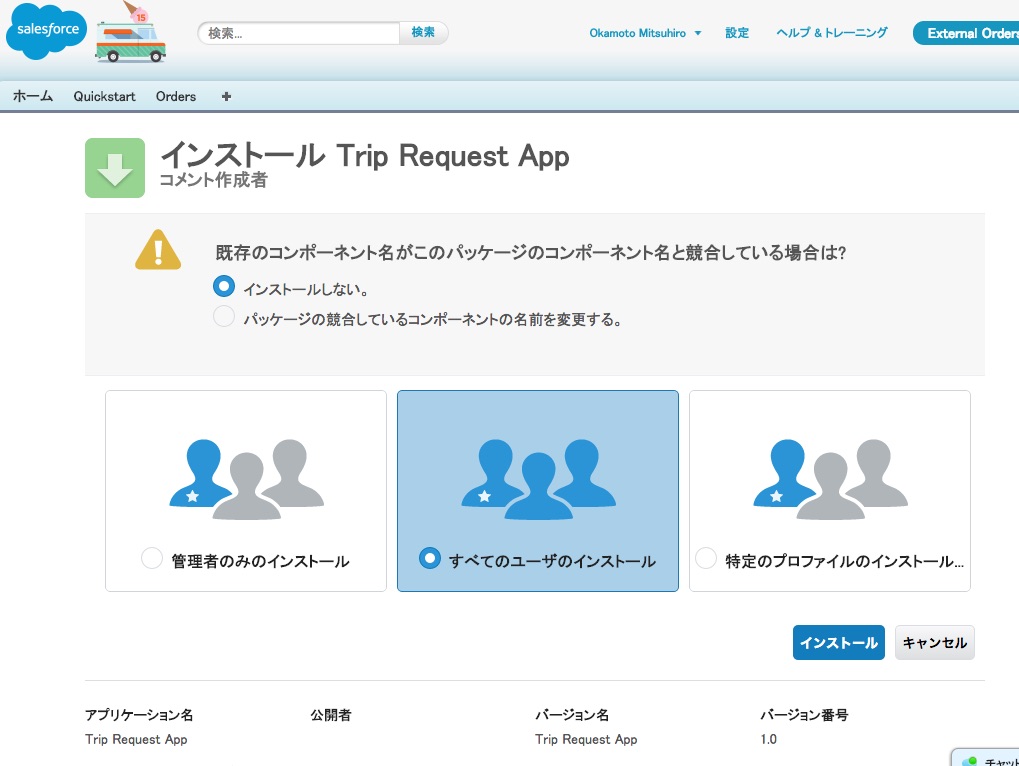 salesforce
15
検索...
検索
Okamoto Mitsuhiro
設定
ヘルプ & トレーニング
External Orders
ホーム
Quickstart
Orders
+
インストール Trip Request App
コメント作成者
既存のコンポーネント名がこのパッケージのコンポーネント名と競合している場合は?
インストールしない。
パッケージの競合しているコンポーネントの名前を変更する。
管理者のみのインストール
すべてのユーザのインストール
特定のプロファイルのインストール...
インストール
キャンセル
アプリケーション名
公開者
バージョン名
バージョン番号
Trip Request App
Trip Request App
1.0
チャット